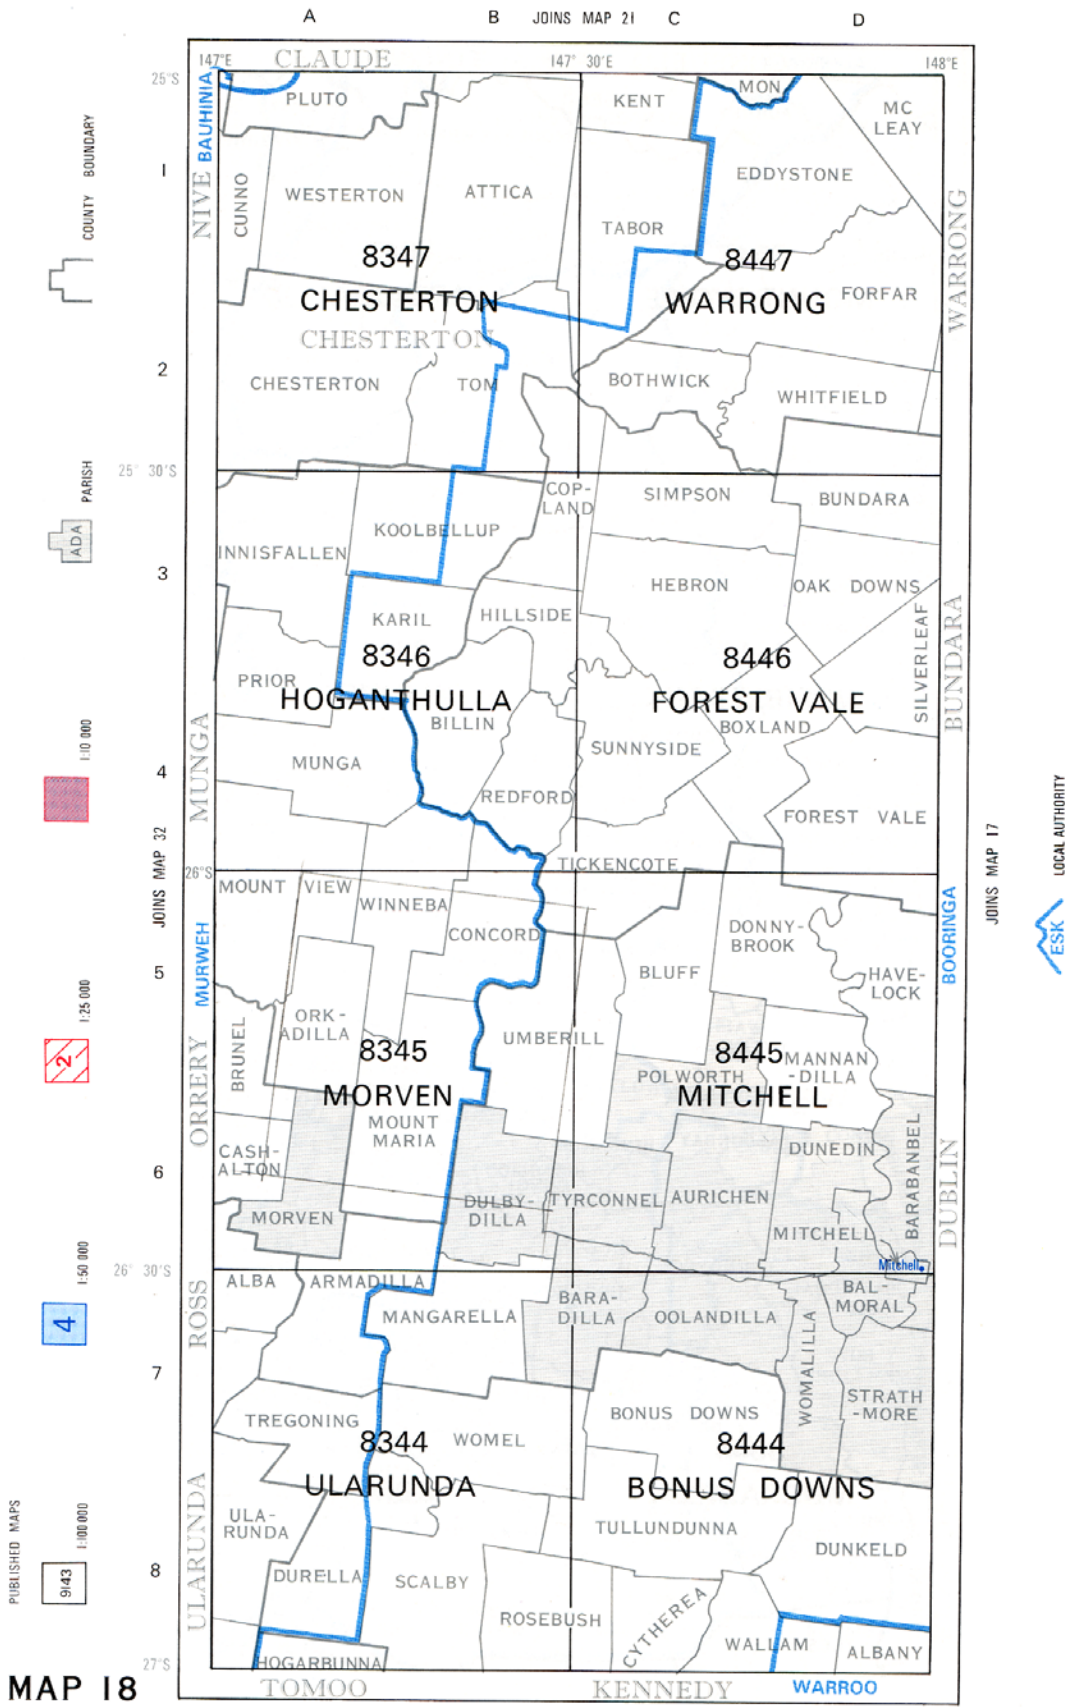 A B JOINS MAP 21 C D
CLAUDE
147°E 147° 30'E 148°E
25°S
PLUTO
KENT
MON
MC
LEAY
BAUHINIA
NIVE
COUNTY BOUNDARY
1
CUNNO
WESTERTON
ATTICA
EDDYSTONE
TABOR
8347
CHESTERTON
8447
WARRONG
FORFAR
WARRONG
CHESTERTON
2
CHESTERTON
TOM
BOTHWICK
WHITFIELD
25° 30'S
PARISH
ADA
COP-
LAND
SIMPSON
BUNDARA
KOOLBELLUP
INNISFALLEN
3
HEBRON
OAK DOWNS
KARIL
HILLSIDE
8346
HOGANTHULLA
8446
FOREST VALE
SILVERLEAF
BUNDARA
PRIOR
BILLIN
BOXLAND
SUNNYSIDE
1:10 000
MUNGA
4
MUNGA
REDFORD
FOREST VALE
TICKENCOTE
JOINS MAP 32
JOINS MAP 17
LOCAL AUTHORITY
ESK
26°S
MOUNT VIEW
WINNEBA
CONCORD
DONNY-
BROOK
BOORINGA
MURWEH
5
BLUFF
HAVE-
LOCK
1:25 000
2
ORK-
ADILLA
UMBERILL
BRUNEL
8345
MORVEN
8445
MITCHELL
MANNAN
-DILLA
POLWORTH
ORRERY
MOUNT
MARIA
CASH-
ALTON
6
DUNEDIN
BARABANBEL
DUBLIN
DULBY-
DILLA
TYRCONNEL
AURICHEN
MORVEN
MITCHELL
Mitchell
26° 30'S
1:50 000
4
ALBA
ARMADILLA
MANGARELLA
BARA-
DILLA
OOLANDILLA
BAL-
MORAL
ROSS
7
WOMALILLA
STRATH
-MORE
TREGONING
BONUS DOWNS
8344
ULARUNDA
WOMEL
8444
BONUS DOWNS
ULARUNDA
ULA-
RUNDA
TULLUNDUNNA
DUNKELD
PUBLISHED MAPS
1:100 000
9143
8
DURELLA
SCALBY
ROSEBUSH
CYTHEREA
WALLAM
ALBANY
HOGARBUNNA
27°S
MAP 18
TOMOO
KENNEDY
WARROO